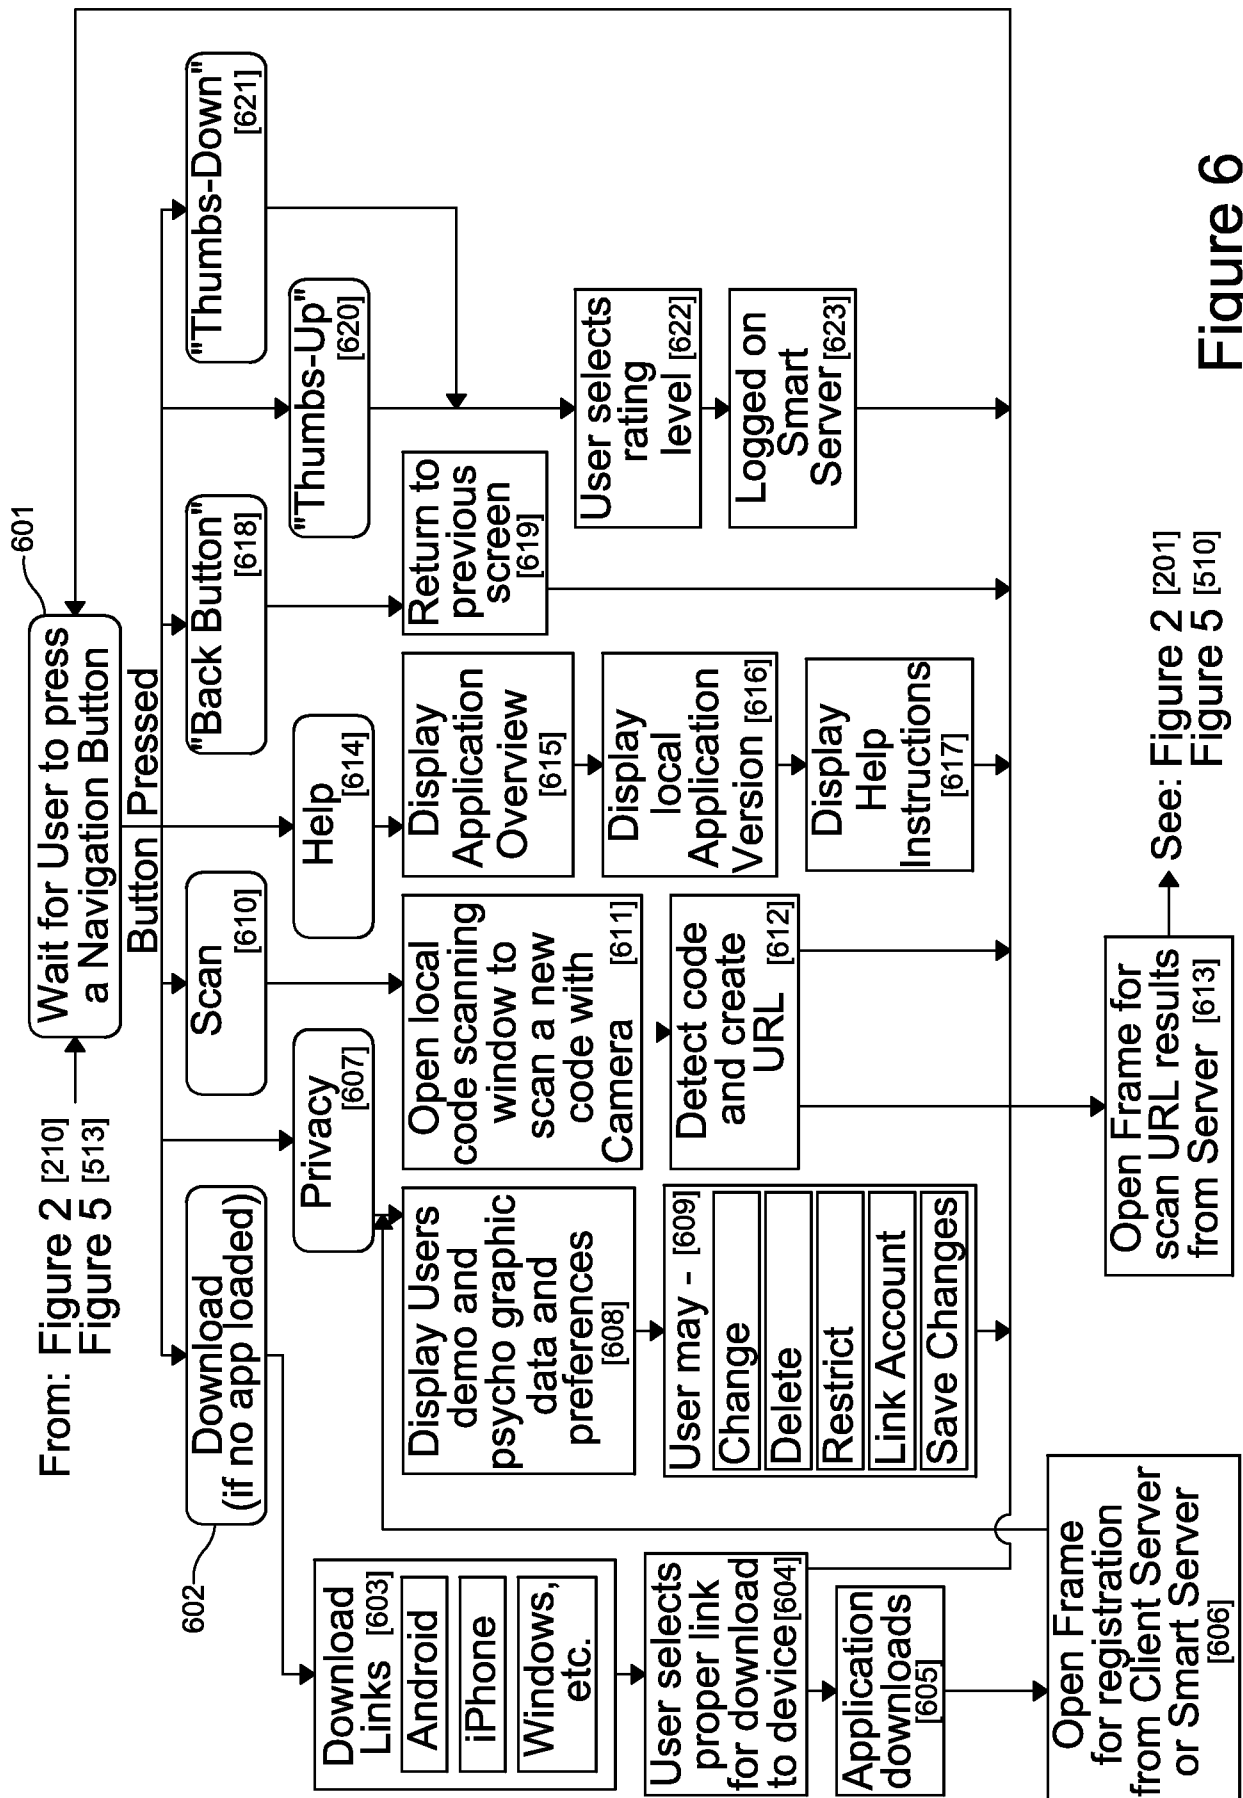 From: Figure 2 [210]
Figure 5 [513]
601
Wait for User to press
a Navigation Button
Button Pressed
602
Download
(if no app loaded)
Download
Links [603]
Android
iPhone
Windows,
etc.
User selects
proper link
for download
to device[604]
Application
downloads
[605]
Open Frame
for registration
from Client Server
or Smart Server
[606]
Privacy
[607]
Display Users
demo and
psycho graphic
data and
preferences
[608]
User may - [609]
Change
Delete
Restrict
Link Account
Save Changes
Scan
[610]
Open local
code scanning
window to
scan a new
code with
Camera [611]
Detect code
and create
URL [612]
Open Frame for
scan URL results
from Server [613]
See: Figure 2 [201]
Figure 5 [510]
Help
[614]
Display
Application
Overview
[615]
Display
local
Application
Version [616]
Display
Help
Instructions
[617]
"Back Button"
[618]
Return to
previous
screen
[619]
"Thumbs-Up"
[620]
"Thumbs-Down"
[621]
User selects
rating
level [622]
Logged on
Smart
Server[623]
Figure 6